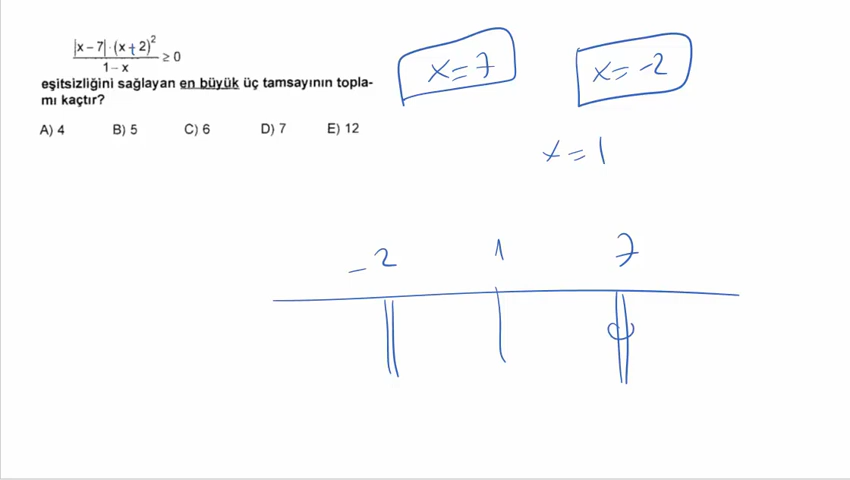 |x – 7| · (x + 2)²
1 – x
≥ 0
eşitsizliğini sağlayan en büyük üç tamsayının topla-
mı kaçtır?
A) 4 B) 5 C) 6 D) 7 E) 12
x = 7
x = -2
x = 1
-2 1 7